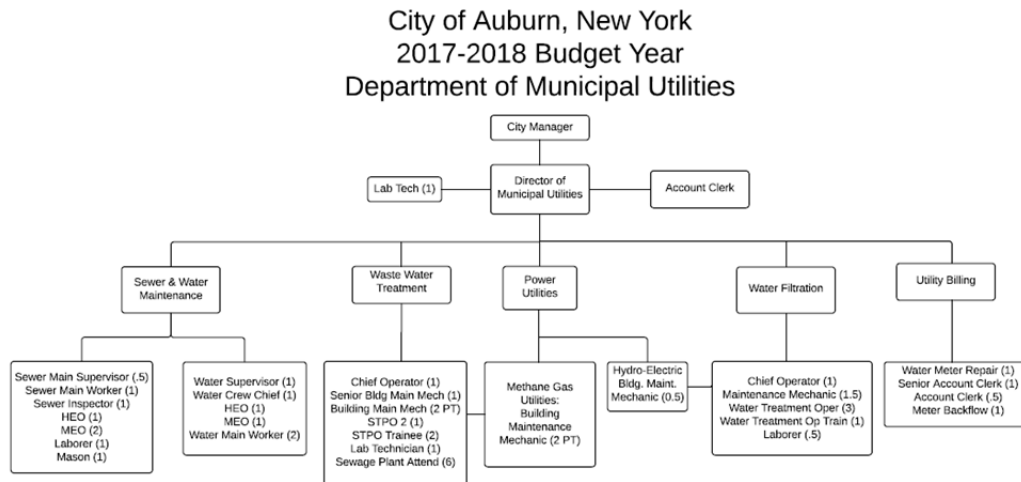 City of Auburn, New York
2017-2018 Budget Year
Department of Municipal Utilities
City Manager
Lab Tech (1)
Director of
Municipal Utilities
Account Clerk
Sewer & Water
Maintenance
Waste Water
Treatment
Power
Utilities
Water Filtration
Utility Billing
Sewer Main Supervisor (.5)
Sewer Main Worker (1)
Sewer Inspector (1)
HEO (1)
MEO (2)
Laborer (1)
Mason (1)
Water Supervisor (1)
Water Crew Chief (1)
HEO (1)
MEO (1)
Water Main Worker (2)
Chief Operator (1)
Senior Bldg Main Mech (1)
Building Main Mech (2 PT)
STPO 2 (1)
STPO Trainee (2)
Lab Technician (1)
Sewage Plant Attend (6)
Methane Gas
Utilities:
Building
Maintenance
Mechanic (2 PT)
Hydro-Electric
Bldg. Maint.
Mechanic (0.5)
Chief Operator (1)
Maintenance Mechanic (1.5)
Water Treatment Oper (3)
Water Treatment Op Train (1)
Laborer (.5)
Water Meter Repair (1)
Senior Account Clerk (1)
Account Clerk (.5)
Meter Backflow (1)